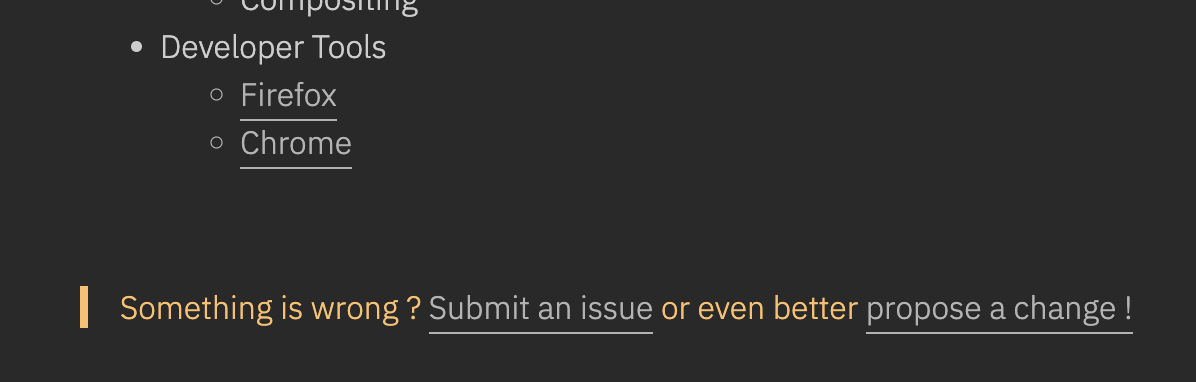 Compositing
Developer Tools
Firefox
Chrome
Something is wrong ? Submit an issue or even better propose a change !